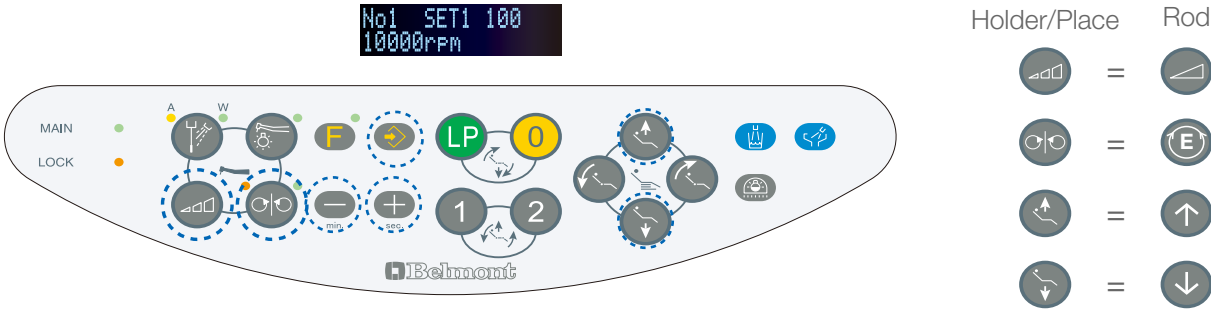 No1 SET1 100
10000rpm
Holder/Place Rod
A W
MAIN
F
LP
0
LOCK
=
= E
1
2
min.
sec.
=
Belmont
=